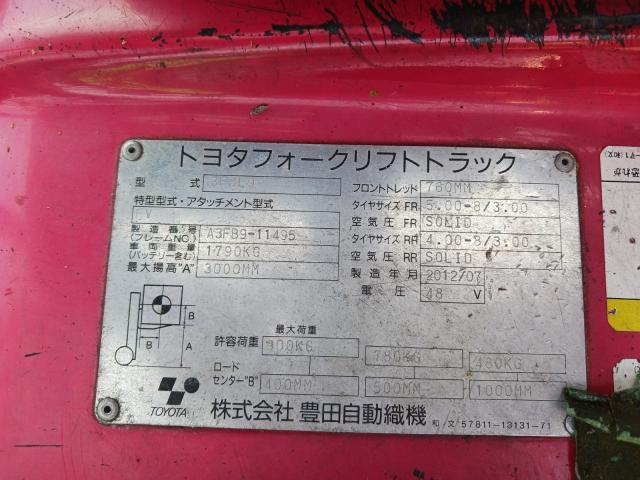 トヨタフォークリフトトラック
型 式
フロントトレッド 760MM
特型型式・アタッチメント型式
タイヤサイズ FR 5.00-8/3.00
FV
空気圧 FR SOLID
製造番号 (フレームNO.) A3FB9-11495
タイヤサイズ RR 4.00-8/3.00
車両重量 (バッテリー含む) 1790KG
空気圧 RR SOLID
最大揚高"A" 3000MM
製造年月 2012/07
電圧 48 V
B
B
A
最大荷重
許容荷重 900KG 780KG 480KG
ロード
センター"B" 400MM 500MM 1000MM
TOYOTA
株式会社 豊田自動織機
和/文 57811-13131-71